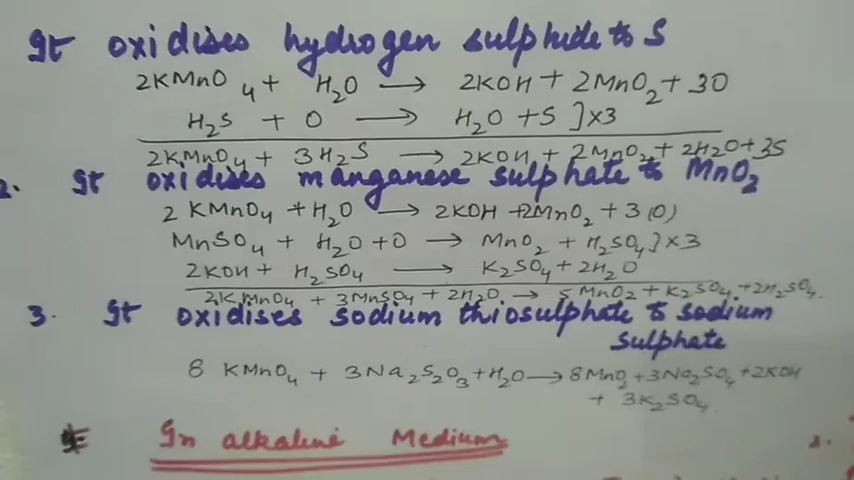 It oxidises hydrogen sulphide to S
2KMnO4 + H2O → 2KOH + 2MnO2 + 3O
H2S + O → H2O + S ]×3
2KMnO4 + 3H2S → 2KOH + 2MnO2 + 2H2O + 3S
2. It oxidises manganese sulphate to MnO2
2 KMnO4 + H2O → 2KOH + 2MnO2 + 3(O)
MnSO4 + H2O + O → MnO2 + H2SO4 ]×3
2KOH + H2SO4 → K2SO4 + 2H2O
2KMnO4 + 3MnSO4 + 2H2O → 5MnO2 + K2SO4 + 2H2SO4.
3. It oxidises sodium thiosulphate to sodium
sulphate
8 KMnO4 + 3Na2S2O3 + H2O → 8MnO2 + 3Na2SO4 + 2KOH
+ 3K2SO4.
In alkaline Medium